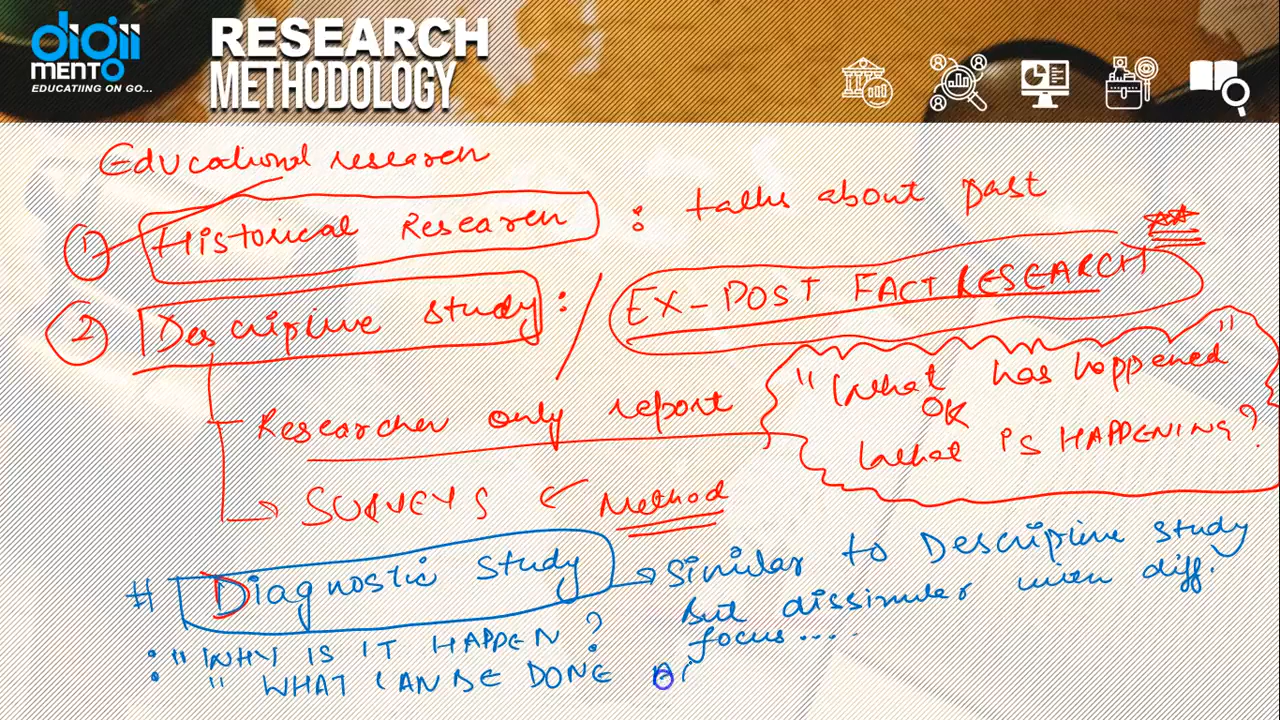 digii
mento
EDUCATIING ON GO...
RESEARCH
METHODOLOGY
Educational research
1 Historical Research : talks about past
2 Descriptive study : / EX-POST FACT RESEARCH
Researcher only report
"What has happened"
OR
What is HAPPENING?
SURVEYS ← Method
# Diagnostic Study → Similar to Descriptive study
But dissimilar with diff.
focus....
: " WHY IS IT HAPPEN ?
: " WHAT CAN BE DONE